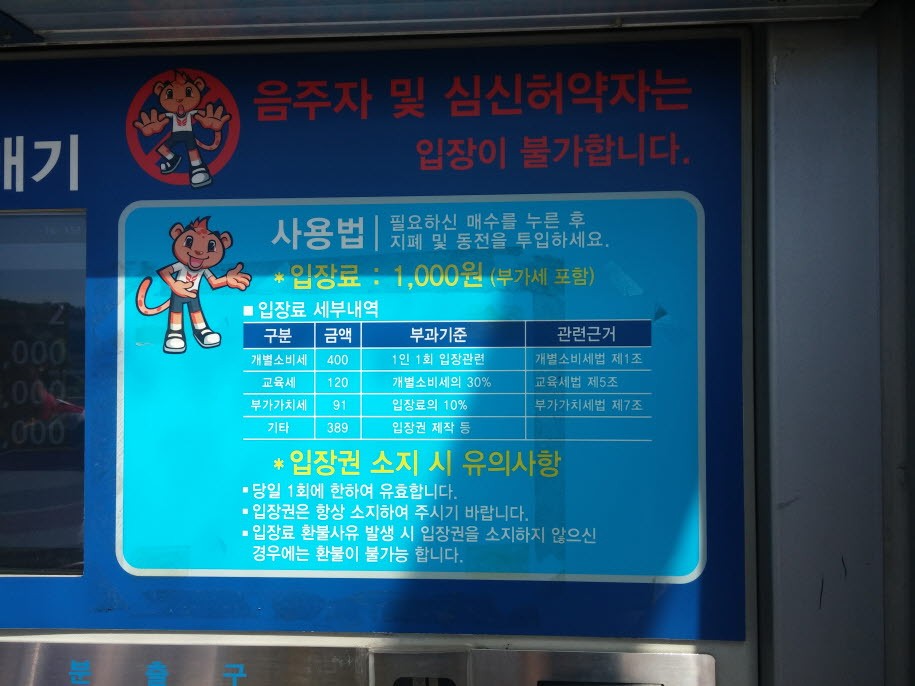 음주자 및 심신허약자는
입장이 불가합니다.
매기
사용법
필요하신 매수를 누른 후
지폐 및 동전을 투입하세요.
*입장료 : 1,000원 (부가세 포함)
■ 입장료 세부내역
구분 금액 부과기준 관련근거
개별소비세 400 1인 1회 입장관련 개별소비세법 제1조
교육세 120 개별소비세의 30% 교육세법 제5조
부가가치세 91 입장료의 10% 부가가치세법 제7조
기타 389 입장권 제작 등
*입장권 소지 시 유의사항
▪ 당일 1회에 한하여 유효합니다.
▪ 입장권은 항상 소지하여 주시기 바랍니다.
▪ 입장료 환불사유 발생 시 입장권을 소지하지 않으신
경우에는 환불이 불가능 합니다.
2
,000
,000
,000
분 출 구